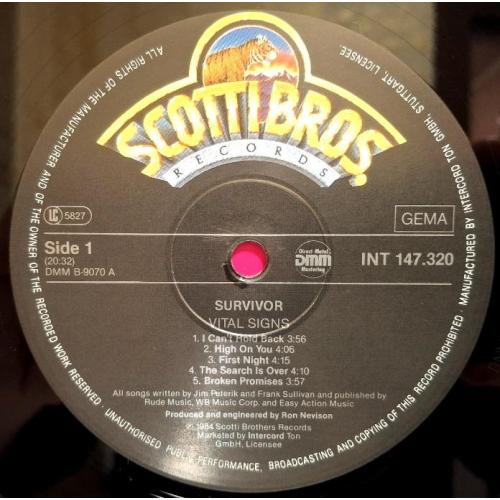 SCOTTI BROS.
RECORDS
LC 5827
GEMA
Side 1
(20:32)
DMM B-9070 A
Direct Metal
DMM
Mastering
INT 147.320
SURVIVOR
VITAL SIGNS
1. I Can't Hold Back 3:56
2. High On You 4:06
3. First Night 4:15
4. The Search Is Over 4:10
5. Broken Promises 3:57
All songs written by Jim Peterik and Frank Sullivan and published by
Rude Music, WB Music Corp. and Easy Action Music
Produced and engineered by Ron Nevison
℗ 1984 Scotti Brothers Records
Marketed by Intercord Ton
GmbH, Licensee
ALL RIGHTS OF THE MANUFACTURER AND OF THE OWNER OF THE RECORDED WORK RESERVED. UNAUTHORISED PUBLIC PERFORMANCE, BROADCASTING AND COPYING OF THIS RECORD PROHIBITED. MANUFACTURED BY INTERCORD TON GMBH, STUTTGART, LICENSEE.